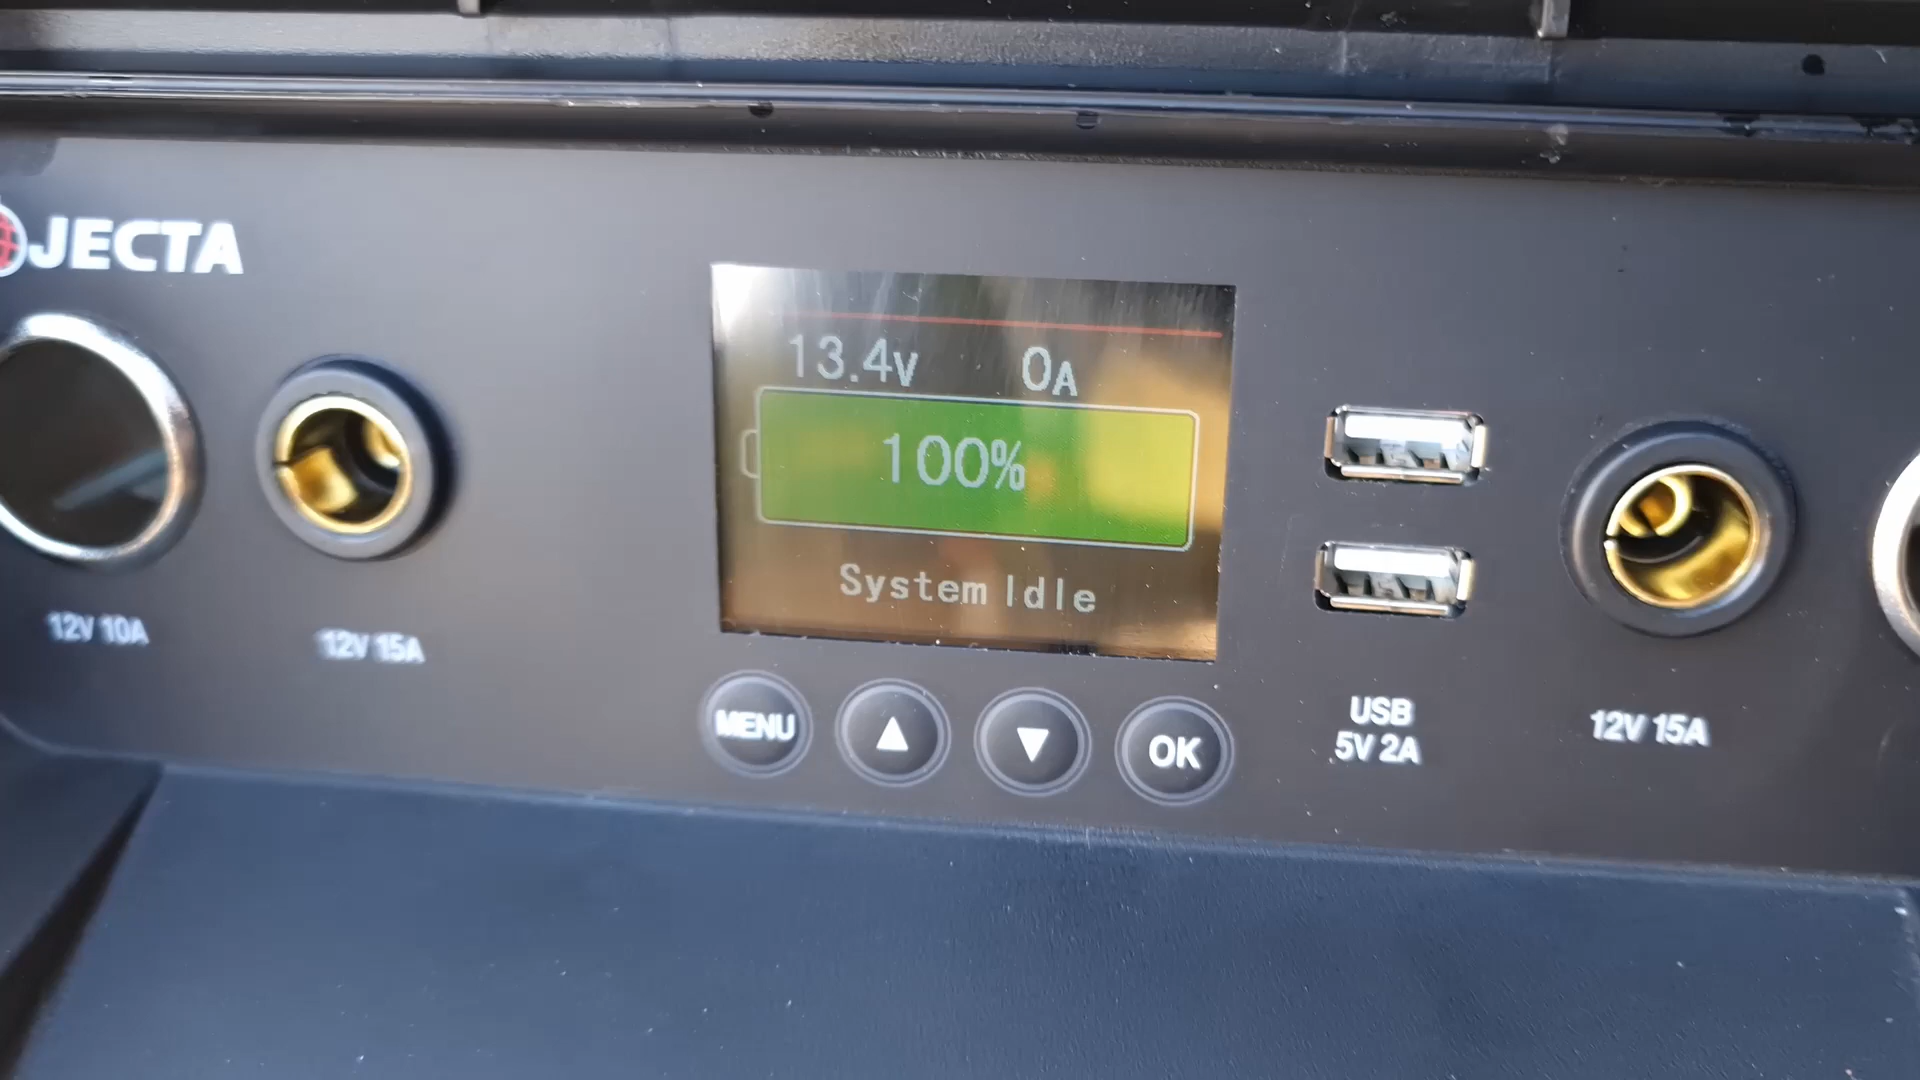 JECTA
13.4V 0A
100%
System Idle
12V 10A
12V 15A
MENU
OK
USB
5V 2A
12V 15A